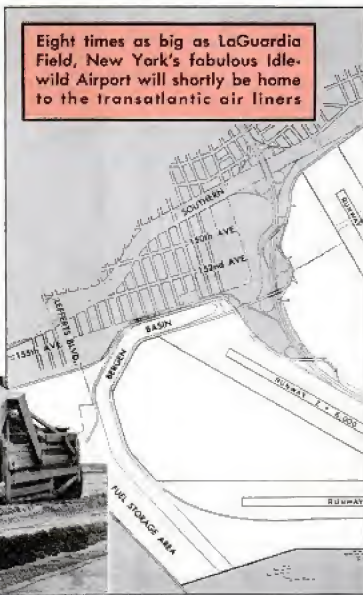 Eight times as big as LaGuardia
Field, New York's fabulous Idle-
wild Airport will shortly be home
to the transatlantic air liners
SOUTHERN
150th AVE.
152nd AVE.
LEFFERTS BLVD.
155th AVE.
BERGEN BASIN
RUNWAY
RUNWAY
FUEL STORAGE AREA
RUNWAY